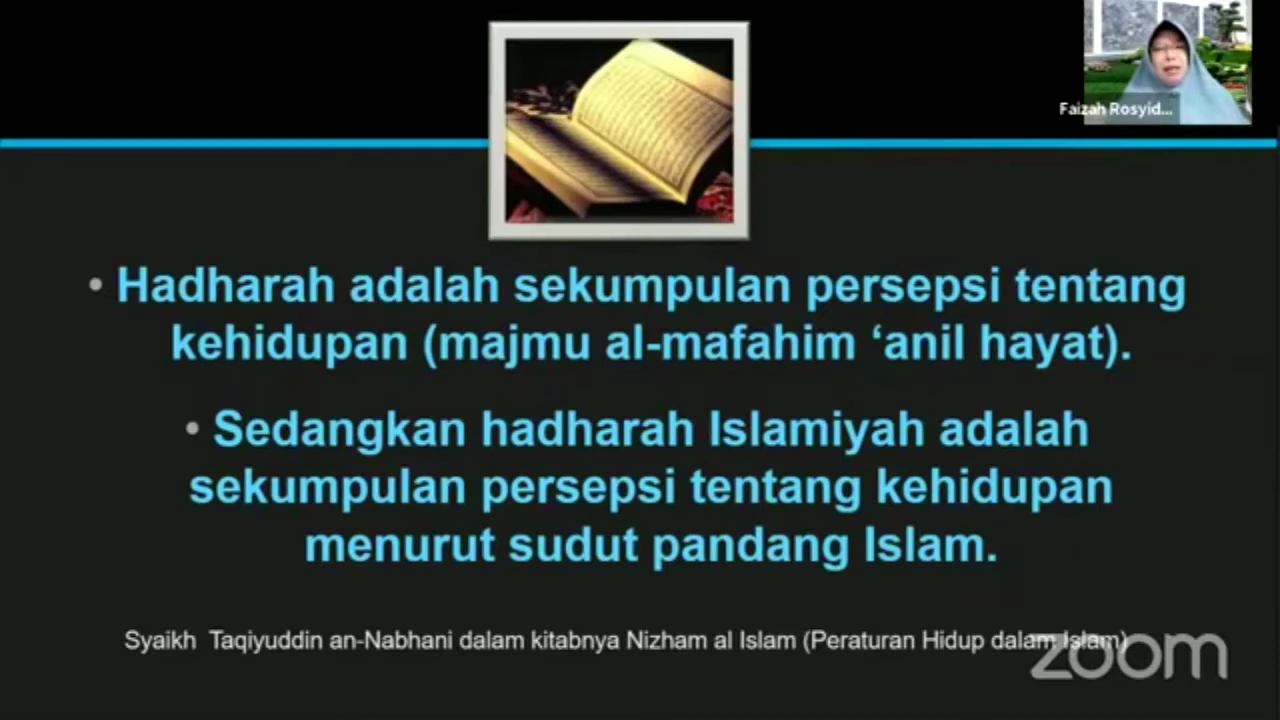 Faizah Rosyid...
• Hadharah adalah sekumpulan persepsi tentang
kehidupan (majmu al-mafahim ‘anil hayat).
• Sedangkan hadharah Islamiyah adalah
sekumpulan persepsi tentang kehidupan
menurut sudut pandang Islam.
Syaikh Taqiyuddin an-Nabhani dalam kitabnya Nizham al Islam (Peraturan Hidup dalam Islam)
zoom